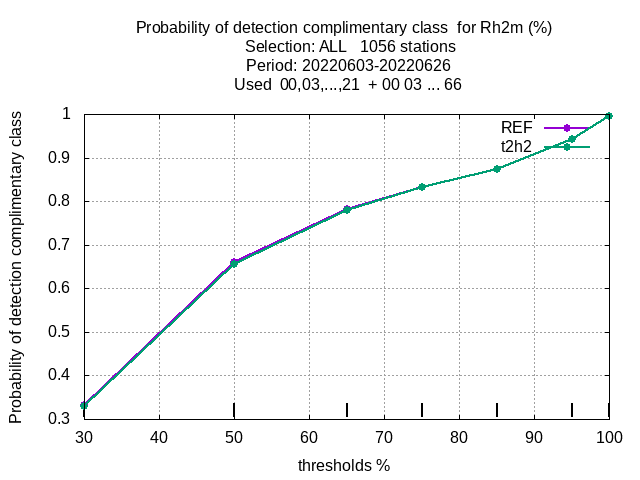 Probability of detection complimentary class  for Rh2m (%)
Selection: ALL   1056 stations
Period: 20220603-20220626
Used  00,03,...,21  + 00 03 ... 66
Probability of detection complimentary class
1
0.9
0.8
0.7
0.6
0.5
0.4
0.3
REF
t2h2
30 40 50 60 70 80 90 100
thresholds %